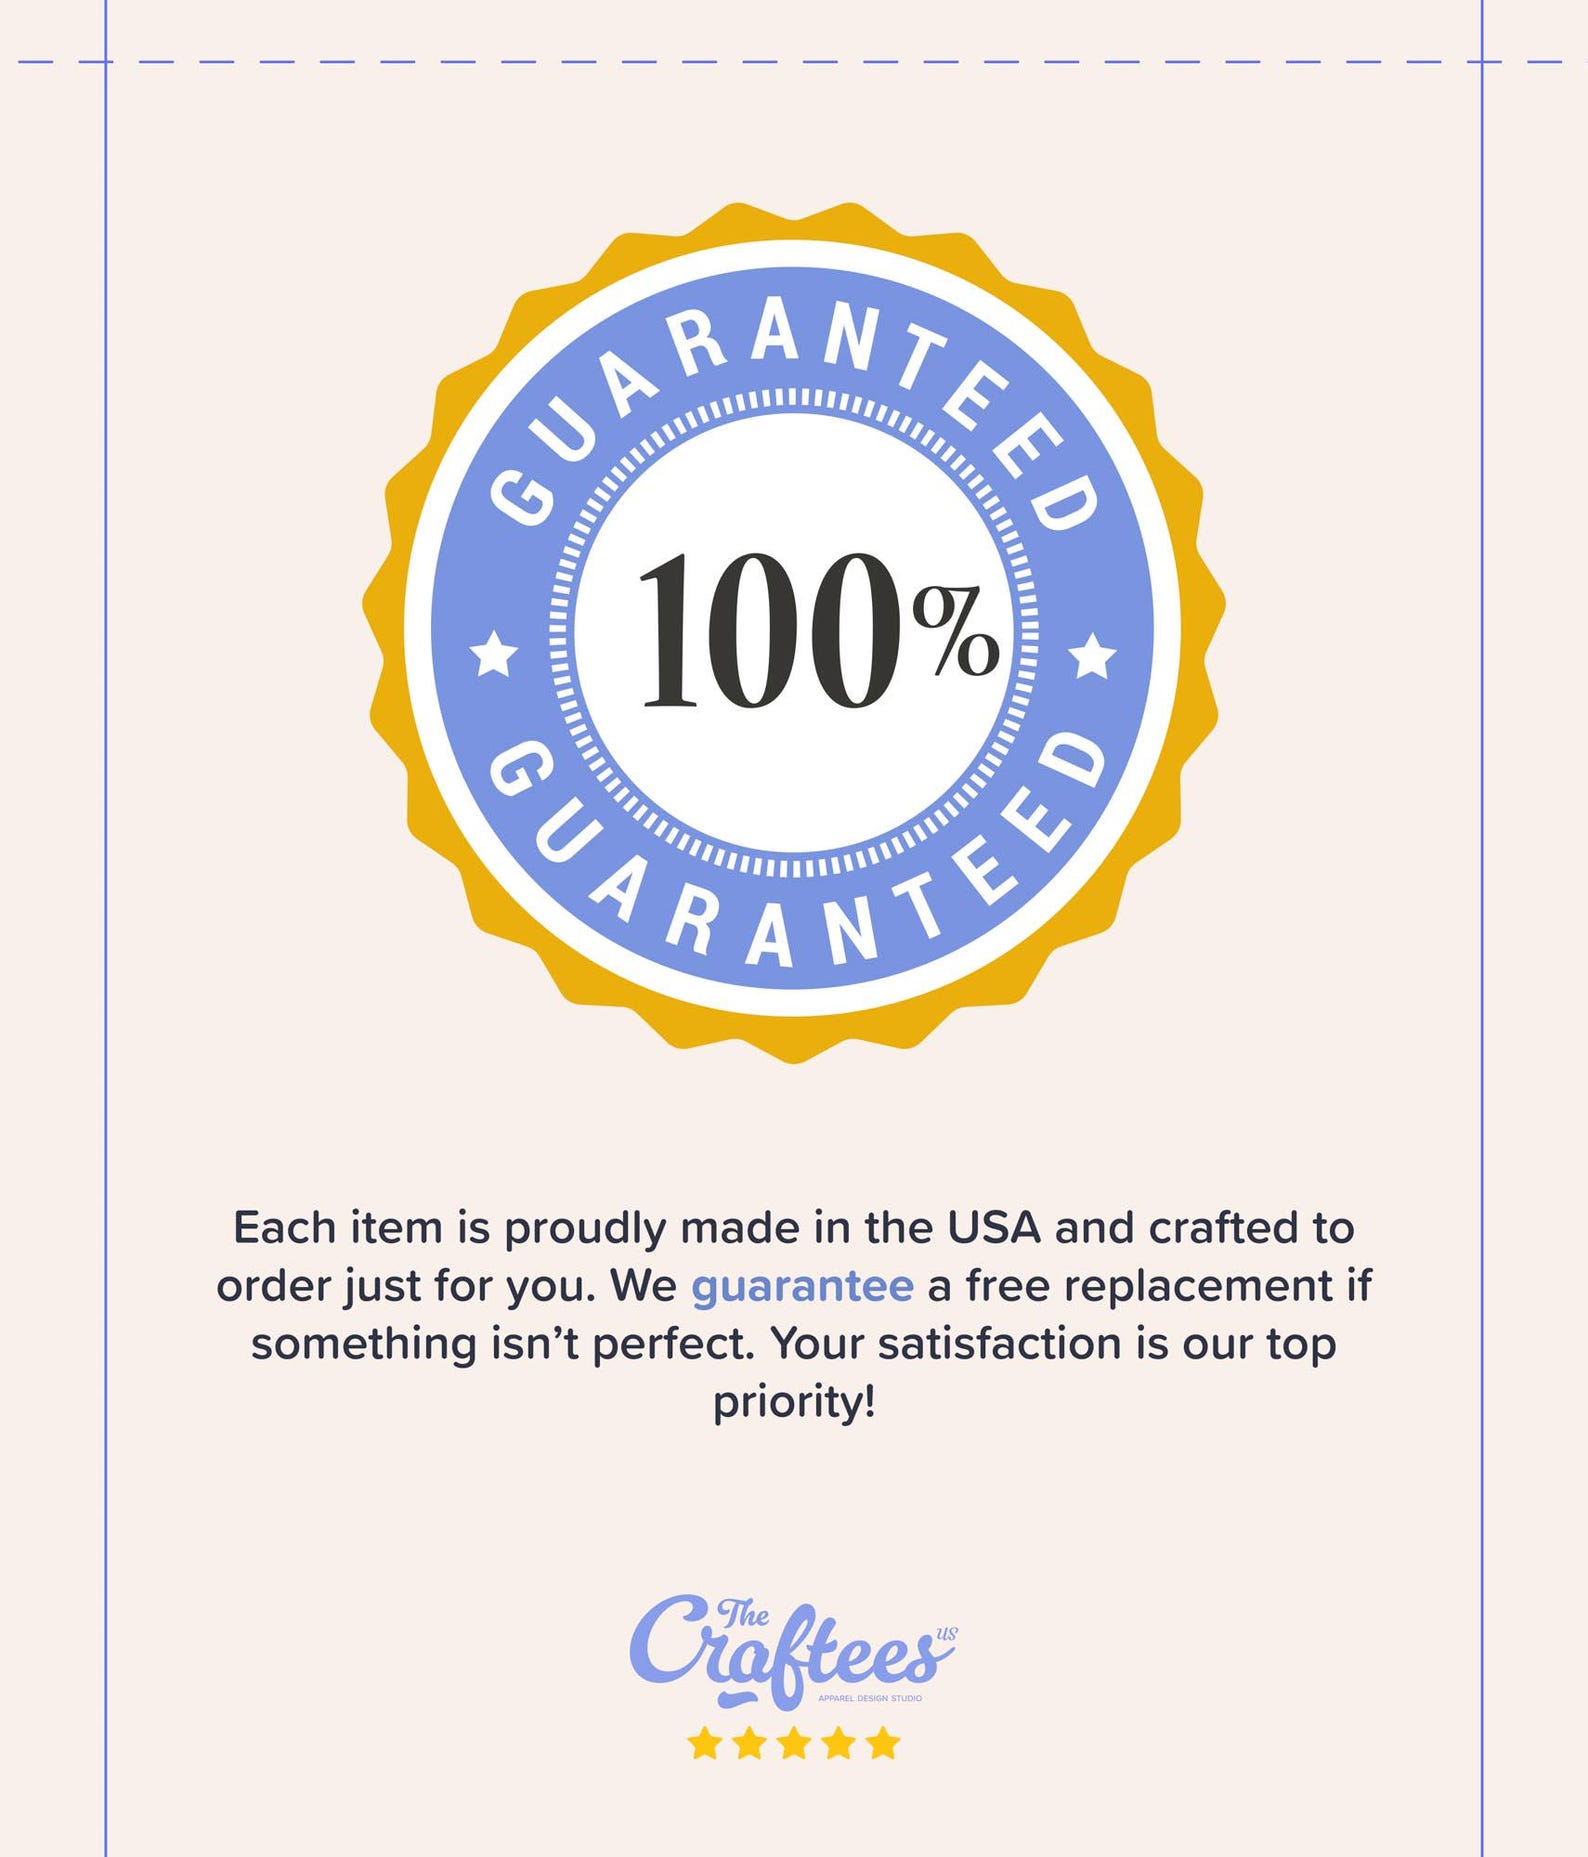 GUARANTEED
100%
GUARANTEED
Each item is proudly made in the USA and crafted to
order just for you. We guarantee a free replacement if
something isn’t perfect. Your satisfaction is our top
priority!
The
Craftees US
APPAREL DESIGN STUDIO